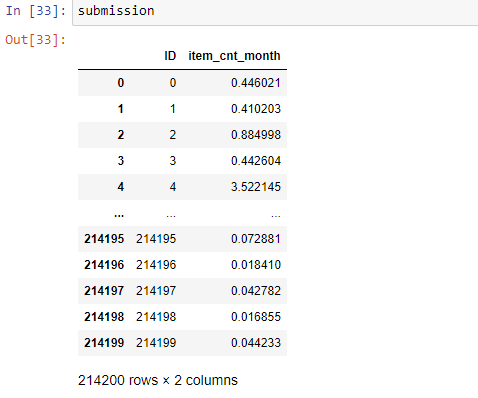 In [33]: submission
Out[33]:
ID item_cnt_month
0 0 0.446021
1 1 0.410203
2 2 0.884998
3 3 0.442604
4 4 3.522145
... ... ...
214195 214195 0.072881
214196 214196 0.018410
214197 214197 0.042782
214198 214198 0.016855
214199 214199 0.044233
214200 rows × 2 columns